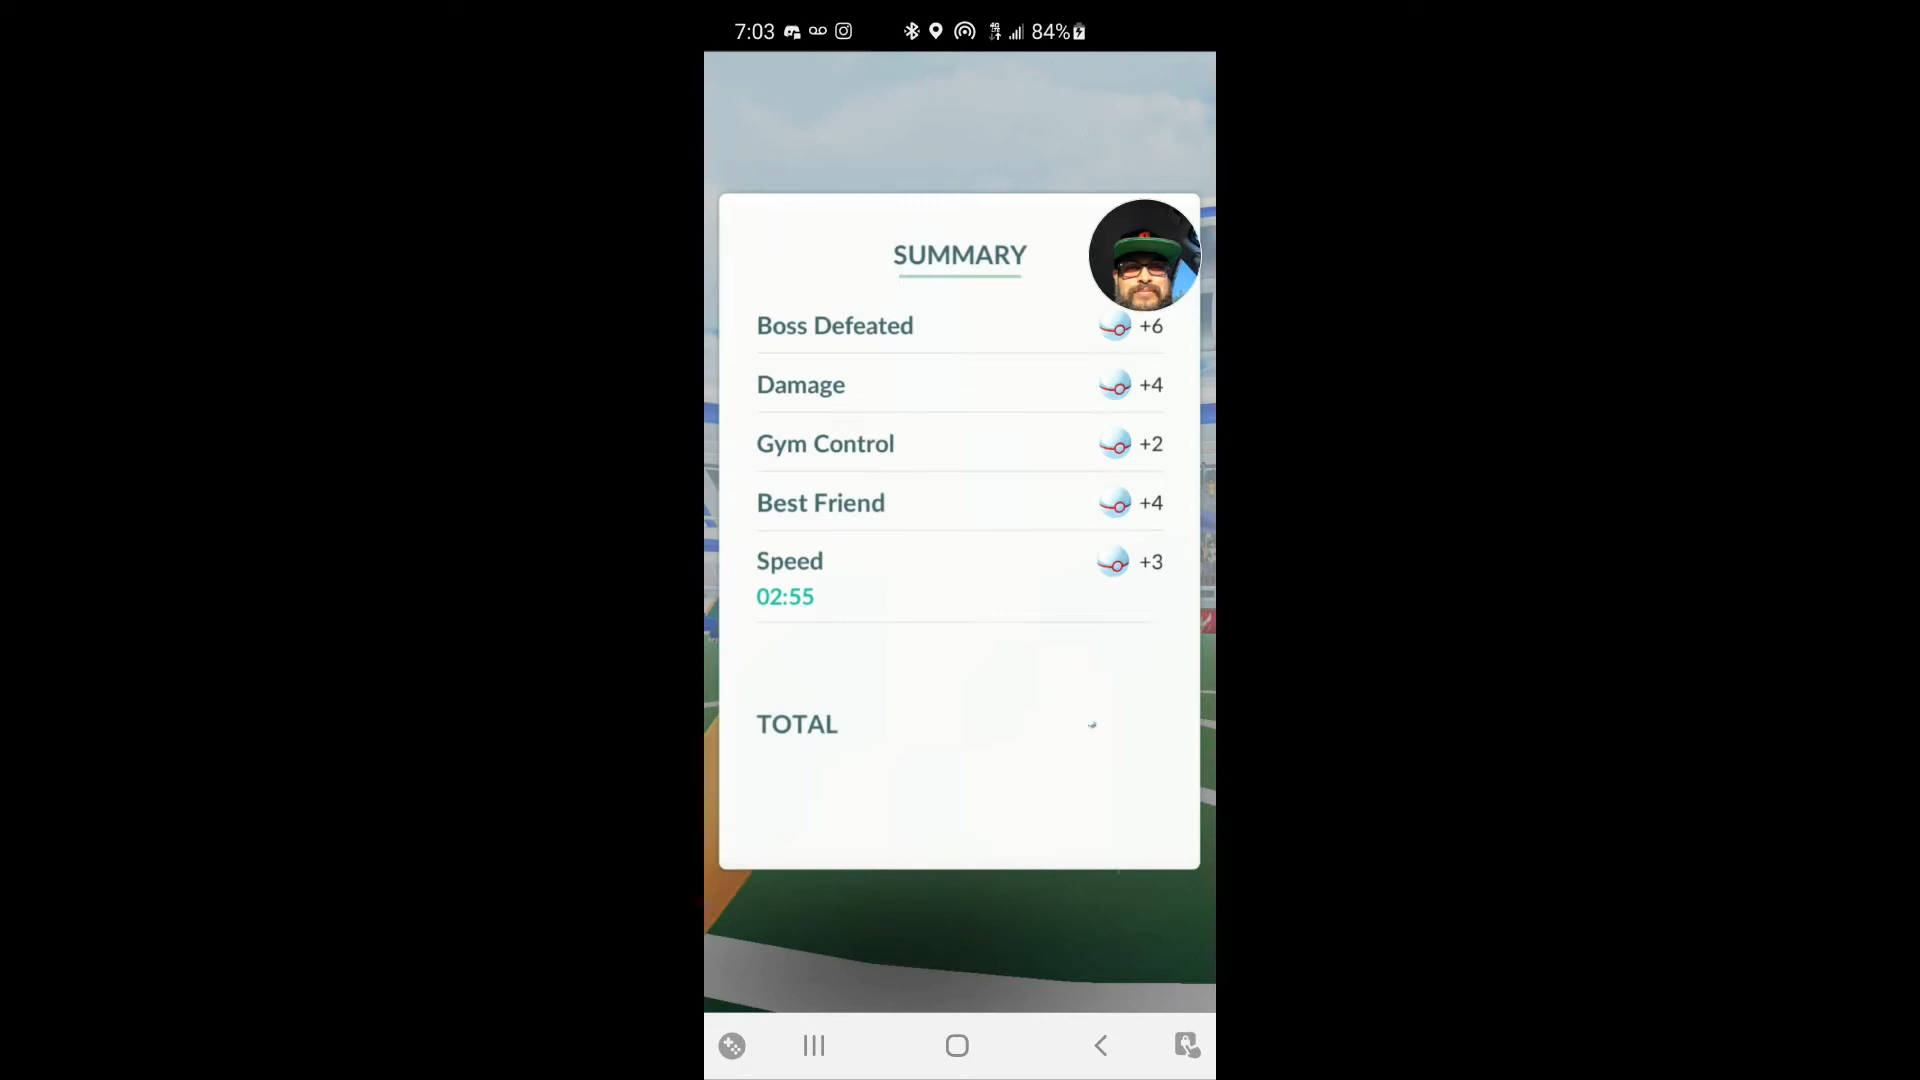 7:03 84%
SUMMARY
Boss Defeated +6
Damage +4
Gym Control +2
Best Friend +4
Speed +3
02:55
TOTAL